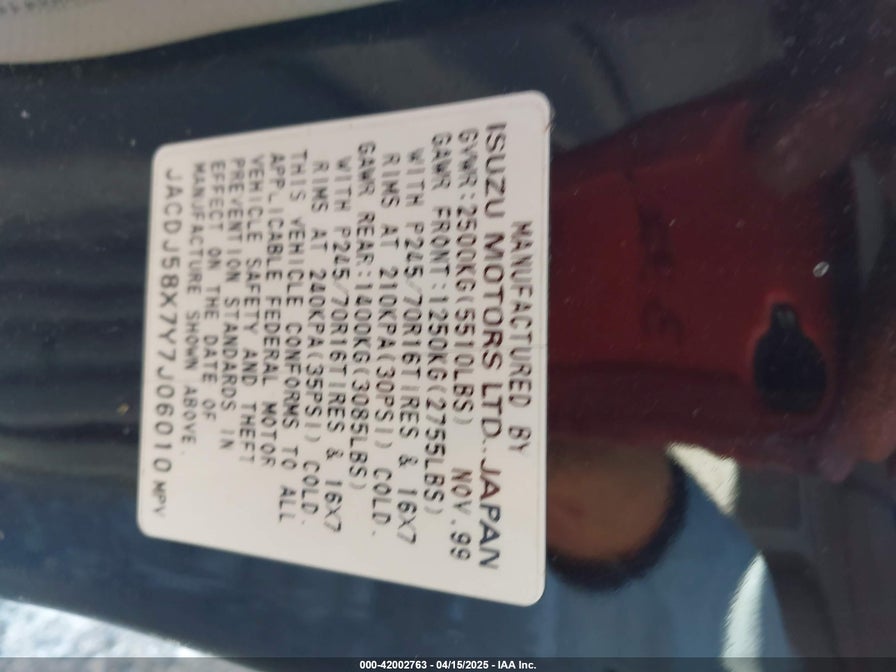 MANUFACTURED BY
ISUZU MOTORS LTD. JAPAN
GVWR:2500KG(5510LBS) NOV.99
GAWR FRONT:1250KG(2755LBS)
WITH P245/70R16TIRES & 16X7
RIMS AT 210KPA(30PSI) COLD.
GAWR REAR:1400KG(3085LBS)
WITH P245/70R16TIRES & 16X7
RIMS AT 240KPA(35PSI) COLD.
THIS VEHICLE CONFORMS TO ALL
APPLICABLE FEDERAL MOTOR
VEHICLE SAFETY AND THEFT
PREVENTION STANDARDS IN
EFFECT ON THE DATE OF
MANUFACTURE SHOWN ABOVE.
JACDJ58X7Y7J06010 MPV
000-42002763 - 04/15/2025 - IAA Inc.